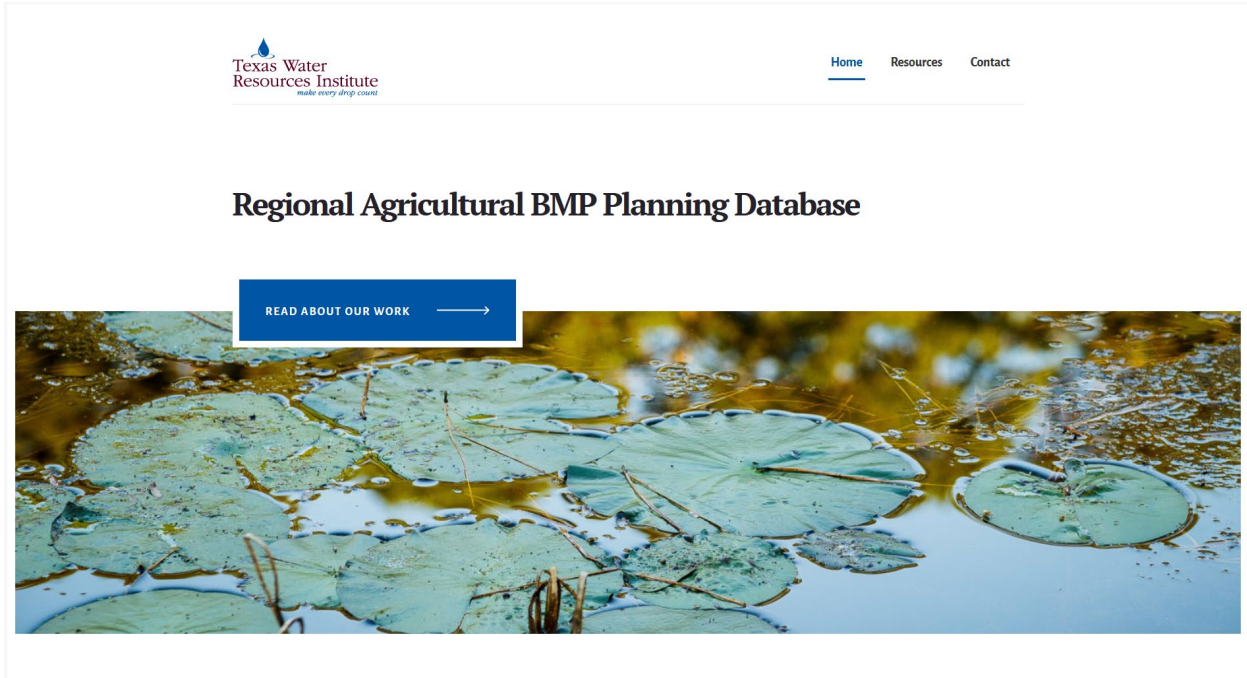 Texas Water
Resources Institute
make every drop count
Home
Resources
Contact
Regional Agricultural BMP Planning Database
READ ABOUT OUR WORK